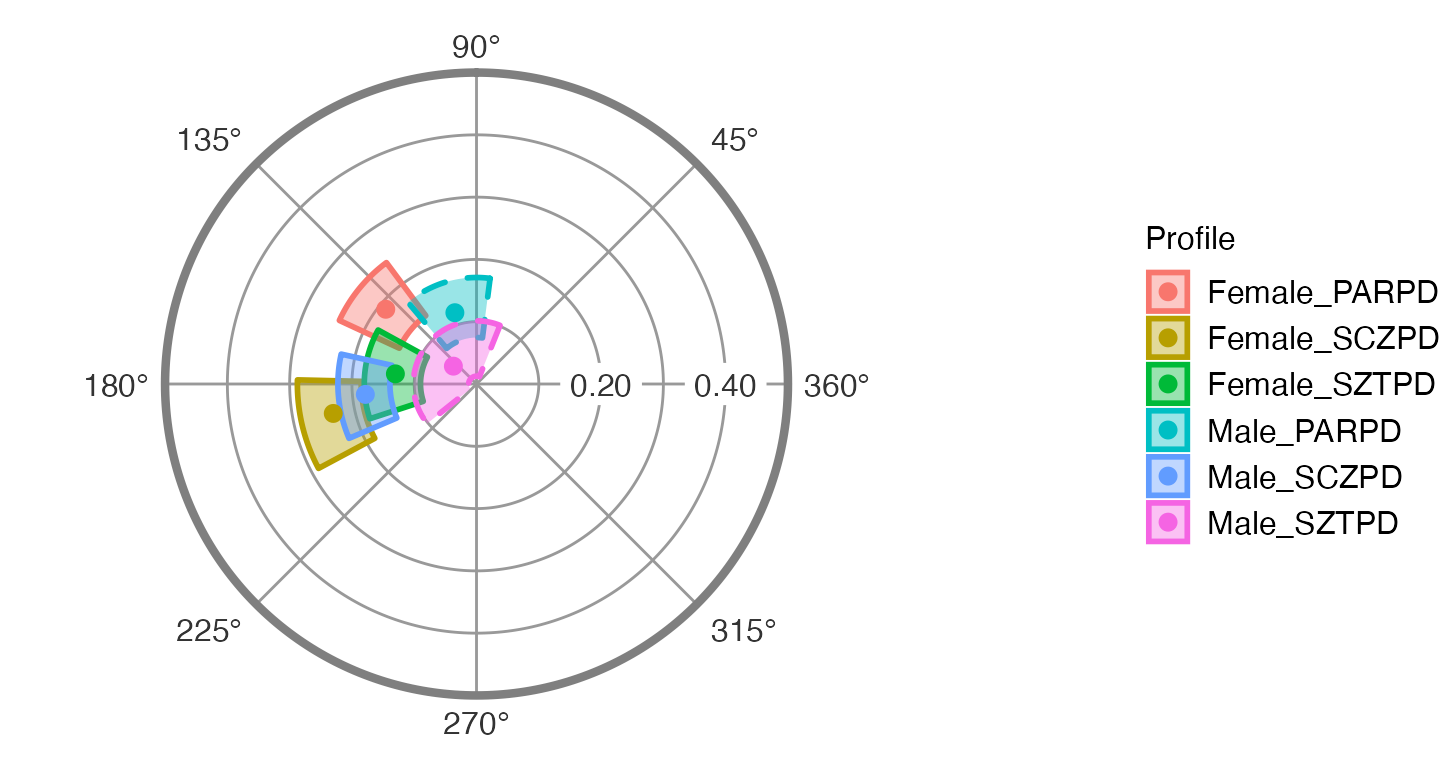 90°
135°
45°
180°
0.20
0.40
360°
225°
315°
270°
Profile
Female_PARPD
Female_SCZPD
Female_SZTPD
Male_PARPD
Male_SCZPD
Male_SZTPD